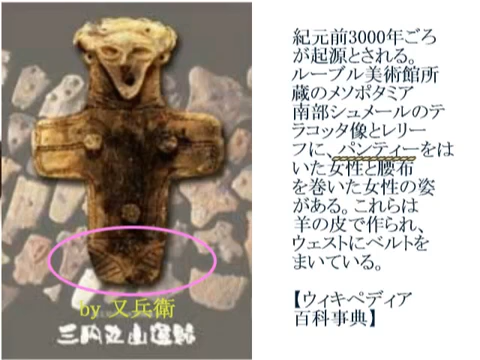 by 又兵衛
三内丸山遺跡
紀元前3000年ごろ
が起源とされる。
ルーブル美術館所
蔵のメソポタミア
南部シュメールのテ
ラコッタ像とレリー
フに、パンティーをは
いた女性と腰布
を巻いた女性の姿
がある。これらは
羊の皮で作られ、
ウェストにベルトを
まいている。
【ウィキペディア
百科事典】